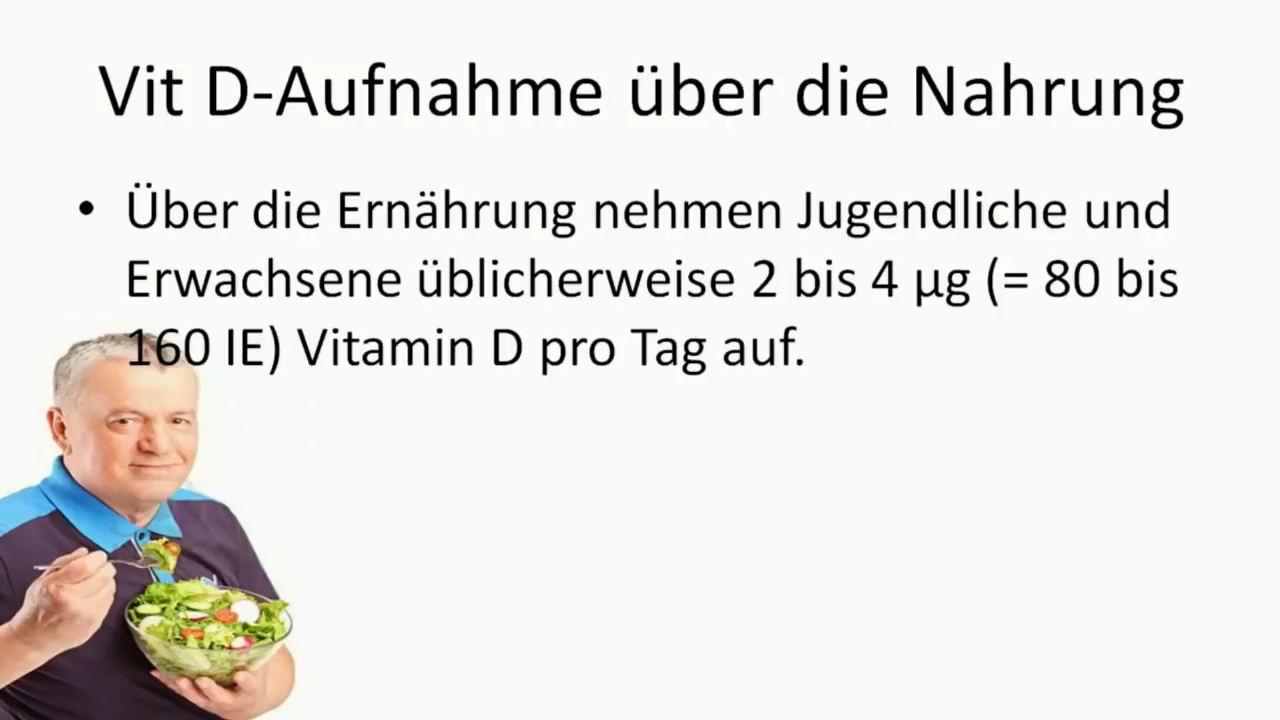 Vit D-Aufnahme über die Nahrung
• Über die Ernährung nehmen Jugendliche und
Erwachsene üblicherweise 2 bis 4 µg (= 80 bis
160 IE) Vitamin D pro Tag auf.